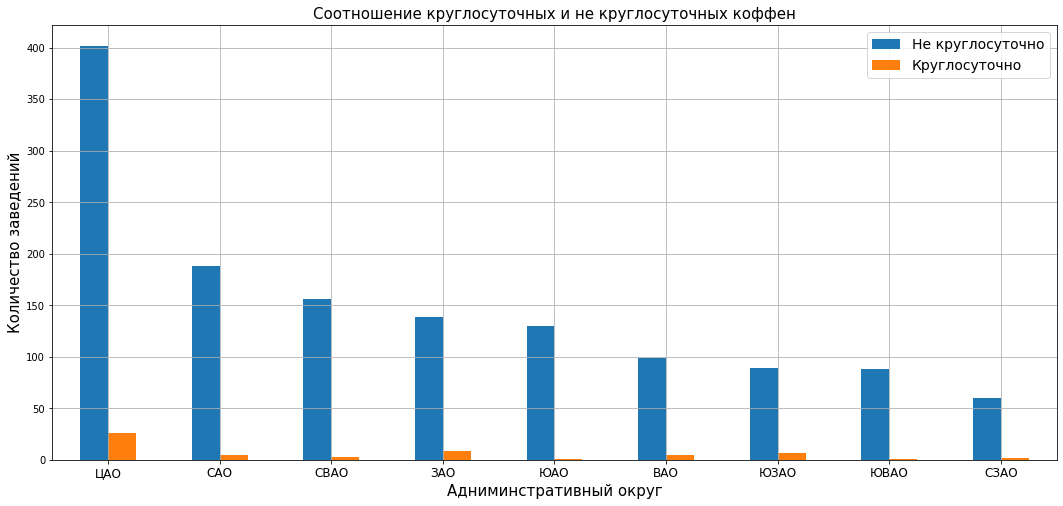 Соотношение круглосуточных и не круглосуточных коффен
Не круглосуточно
Круглосуточно
Количество заведений
400
350
300
250
200
150
100
50
0
ЦАО САО СВАО ЗАО ЮАО ВАО ЮЗАО ЮВАО СЗАО
Адниминстративный округ